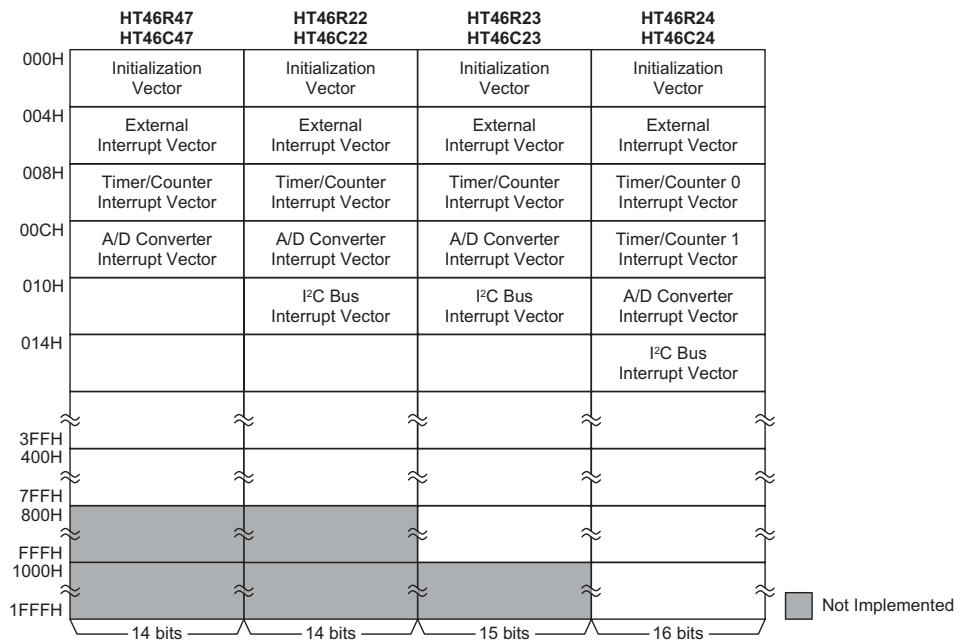 HT46R47 HT46R22 HT46R23 HT46R24
HT46C47 HT46C22 HT46C23 HT46C24
000H
Initialization Initialization Initialization Initialization
Vector Vector Vector Vector
004H
External External External External
Interrupt Vector Interrupt Vector Interrupt Vector Interrupt Vector
008H
Timer/Counter Timer/Counter Timer/Counter Timer/Counter 0
Interrupt Vector Interrupt Vector Interrupt Vector Interrupt Vector
00CH
A/D Converter A/D Converter A/D Converter Timer/Counter 1
Interrupt Vector Interrupt Vector Interrupt Vector Interrupt Vector
010H
I²C Bus I²C Bus A/D Converter
Interrupt Vector Interrupt Vector Interrupt Vector
014H
I²C Bus
Interrupt Vector
3FFH
400H
7FFH
800H
FFFH
1000H
1FFFH
Not Implemented
14 bits 14 bits 15 bits 16 bits